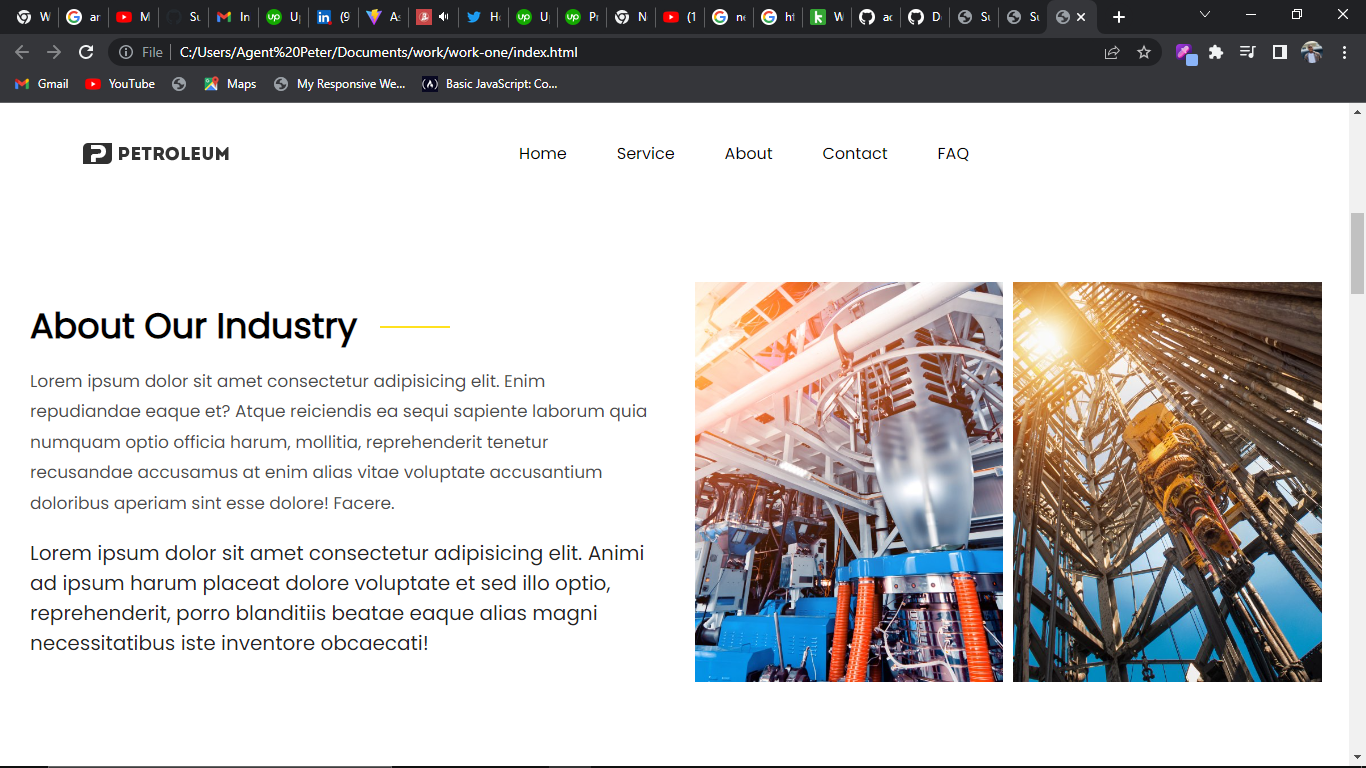 W
ar
M
Su
In
Up
(9
As
Ho
Up
Pr
N
(1
ne
ht
W
ac
D
Su
Su
File
C:/Users/Agent%20Peter/Documents/work/work-one/index.html
Gmail
YouTube
Maps
My Responsive We...
(A)
Basic JavaScript: Co...
PETROLEUM
Home
Service
About
Contact
FAQ
About Our Industry
Lorem ipsum dolor sit amet consectetur adipisicing elit. Enim
repudiandae eaque et? Atque reiciendis ea sequi sapiente laborum quia
numquam optio officia harum, mollitia, reprehenderit tenetur
recusandae accusamus at enim alias vitae voluptate accusantium
doloribus aperiam sint esse dolore! Facere.
Lorem ipsum dolor sit amet consectetur adipisicing elit. Animi
ad ipsum harum placeat dolore voluptate et sed illo optio,
reprehenderit, porro blanditiis beatae eaque alias magni
necessitatibus iste inventore obcaecati!